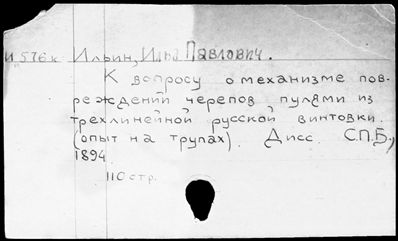 И 576к Ильин, Илья Павлович.
К вопросу о механизме пов-
реждений черепов пулями из
трехлинейной русской винтовки.
(опыт на трупах). Дисс. С.П.Б.,
1894
110 стр.